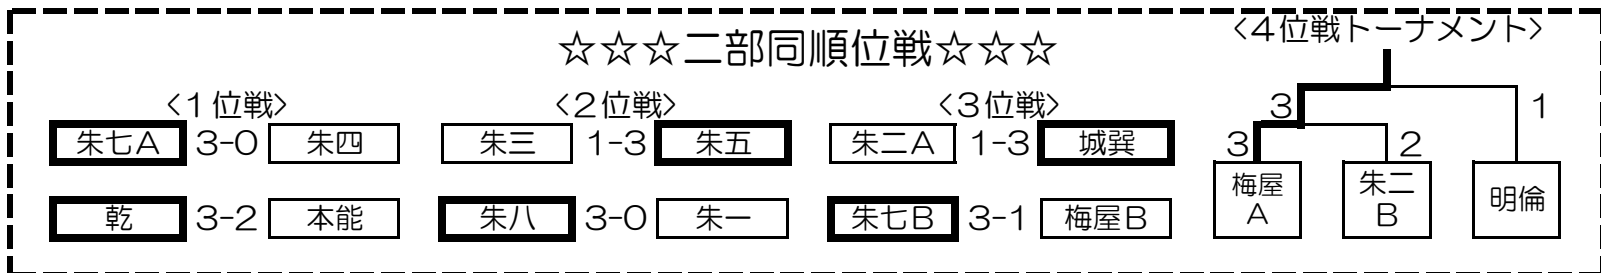 ☆☆☆二部同順位戦☆☆☆
<1位戦>
朱七A 3-0 朱四
乾 3-2 本能
<2位戦>
朱三 1-3 朱五
朱八 3-0 朱一
<3位戦>
朱二A 1-3 城巽
朱七B 3-1 梅屋B
<4位戦トーナメント>
3 1
3 2
梅屋
A
朱二
B
明倫